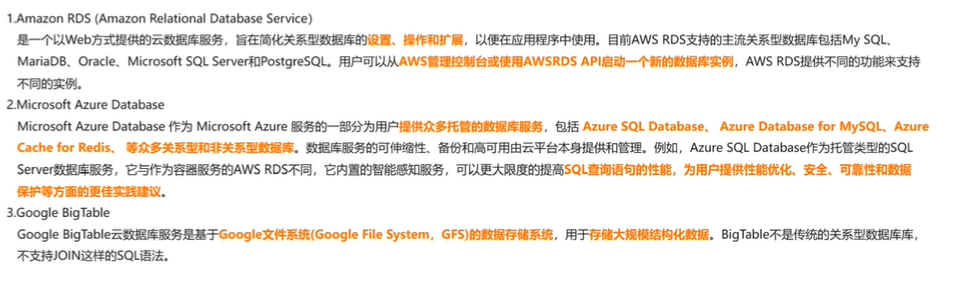 1.Amazon RDS (Amazon Relational Database Service)
是一个以Web方式提供的云数据库服务，旨在简化关系型数据库的设置、操作和扩展，以便在应用程序中使用。目前AWS RDS支持的主流关系型数据库包括My SQL、
MariaDB、Oracle、Microsoft SQL Server和PostgreSQL。用户可以从AWS管理控制台或使用AWSRDS API启动一个新的数据库实例，AWS RDS提供不同的功能来支持
不同的实例。
2.Microsoft Azure Database
Microsoft Azure Database 作为 Microsoft Azure 服务的一部分为用户提供众多托管的数据库服务，包括 Azure SQL Database、 Azure Database for MySQL、Azure
Cache for Redis、 等众多关系型和非关系型数据库。数据库服务的可伸缩性、备份和高可用由云平台本身提供和管理。例如，Azure SQL Database作为托管类型的SQL
Server数据库服务，它与作为容器服务的AWS RDS不同，它内置的智能感知服务，可以更大限度的提高SQL查询语句的性能，为用户提供性能优化、安全、可靠性和数据
保护等方面的更佳实践建议。
3.Google BigTable
Google BigTable云数据库服务是基于Google文件系统(Google File System，GFS)的数据存储系统，用于存储大规模结构化数据。BigTable不是传统的关系型数据库库，
不支持JOIN这样的SQL语法。